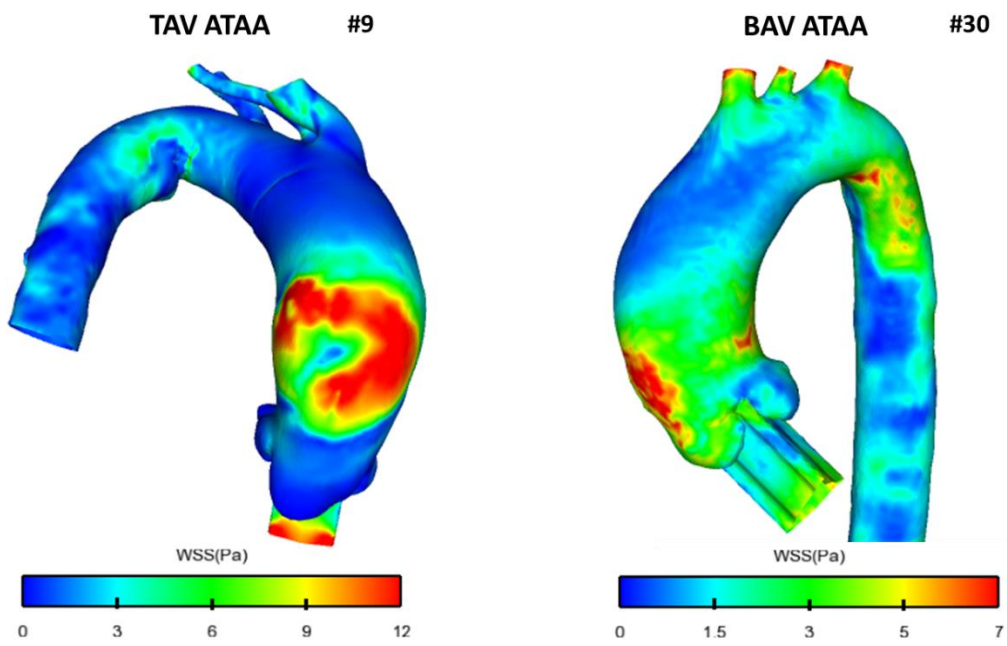 TAV ATAA #9
BAV ATAA #30
WSS(Pa)
0 3 6 9 12
WSS(Pa)
0 1.5 3 5 7